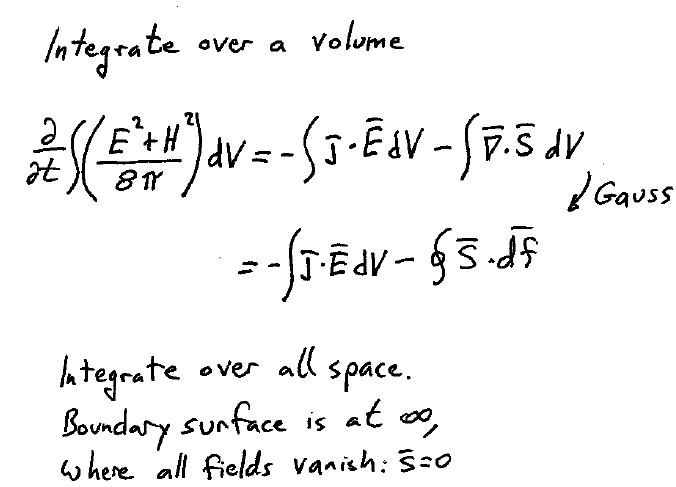 Integrate over a volume
∂/∂t ∫((E²+H²)/8π) dV = -∫ J̄·Ē dV - ∫ ∇̄·S̄ dV
↙ Gauss
= -∫ J̄·Ē dV - ∮ S̄·d̄f̄
Integrate over all space.
Boundary surface is at ∞,
where all fields vanish: S̄=0